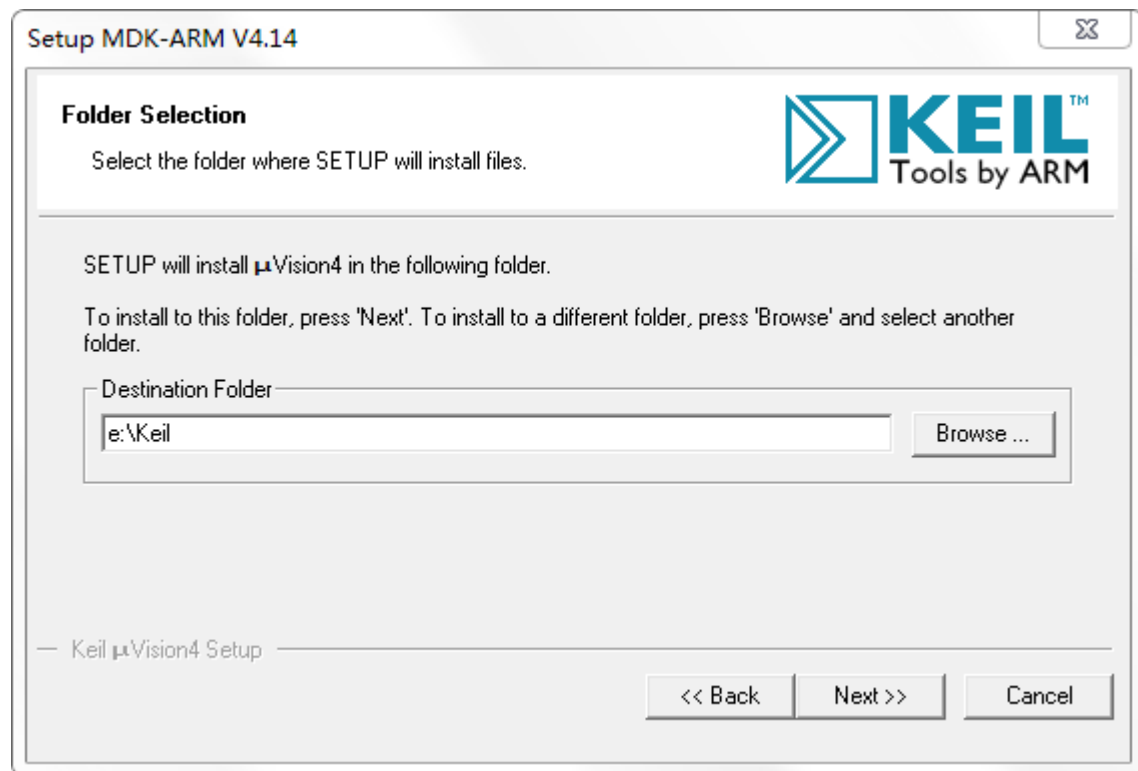 Setup MDK-ARM V4.14
Folder Selection
Select the folder where SETUP will install files.
KEIL™
Tools by ARM
SETUP will install µVision4 in the following folder.
To install to this folder, press 'Next'. To install to a different folder, press 'Browse' and select another
folder.
Destination Folder
e:\Keil
Browse ...
Keil µVision4 Setup
<< Back
Next >>
Cancel